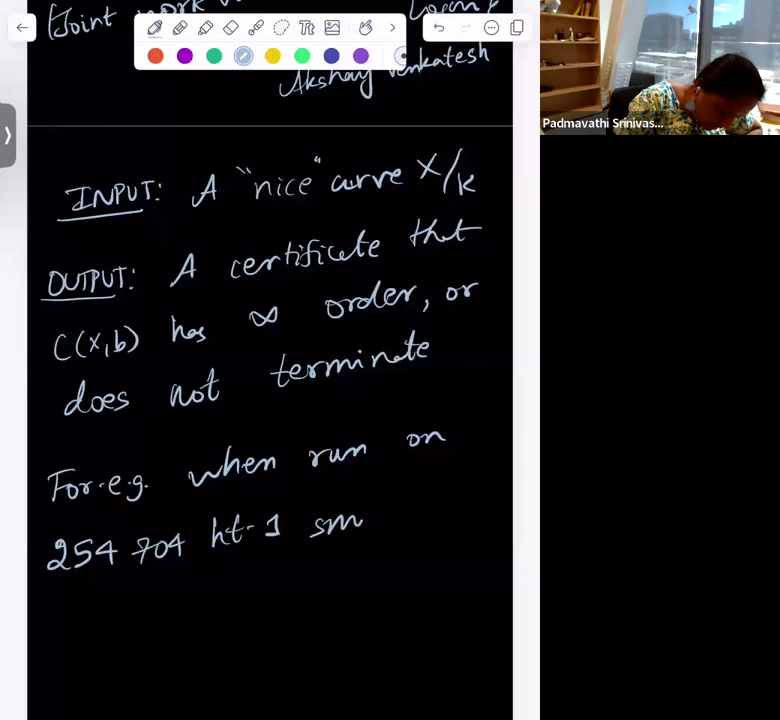 [Joint work
Akshay Venkatesh
INPUT: A "nice" curve X/k
OUTPUT: A certificate that
C(X,b) has ∞ order, or
does not terminate
For e.g. when run on
254 704 ht-1 sm
Padmavathi Srinivas...